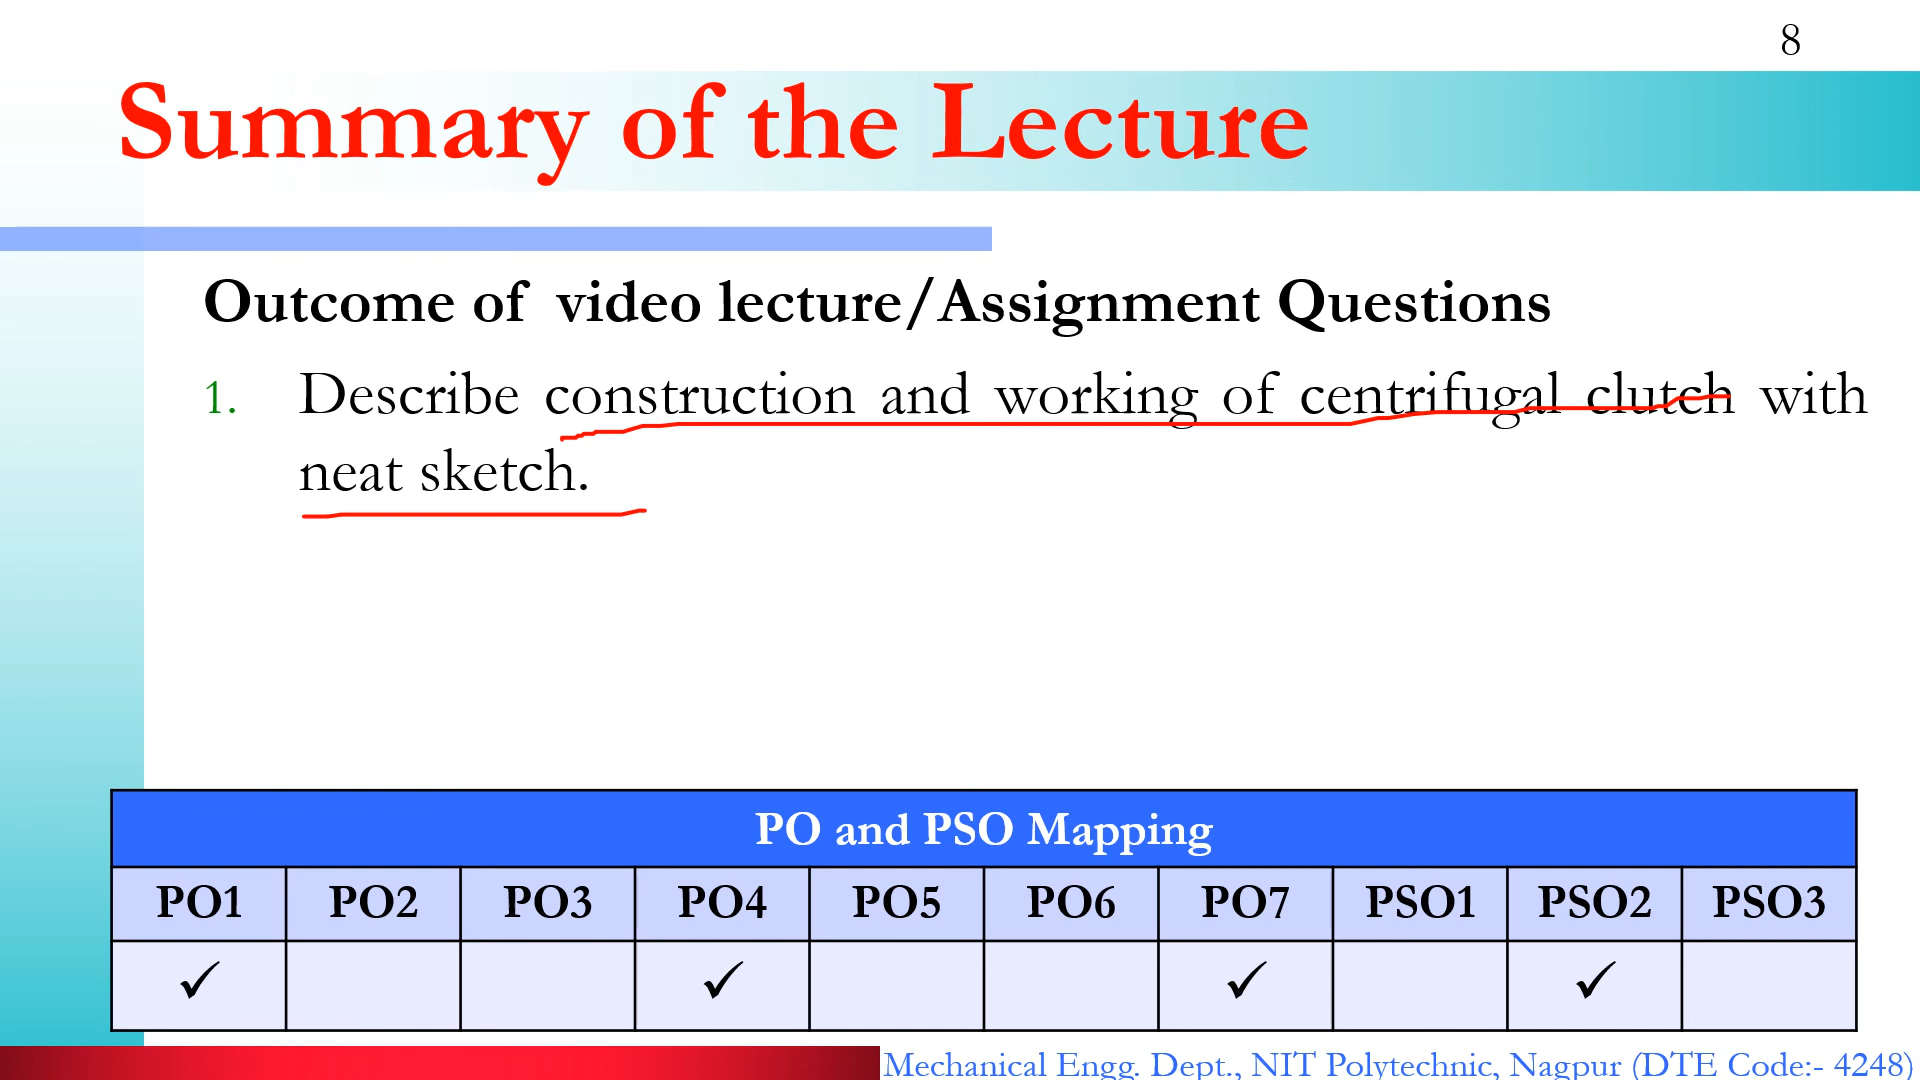 8
Summary of the Lecture
Outcome of video lecture/Assignment Questions
1. Describe construction and working of centrifugal clutch with
neat sketch.
PO and PSO Mapping
PO1 PO2 PO3 PO4 PO5 PO6 PO7 PSO1 PSO2 PSO3
✓ ✓ ✓ ✓
Mechanical Engg. Dept., NIT Polytechnic, Nagpur (DTE Code:- 4248)